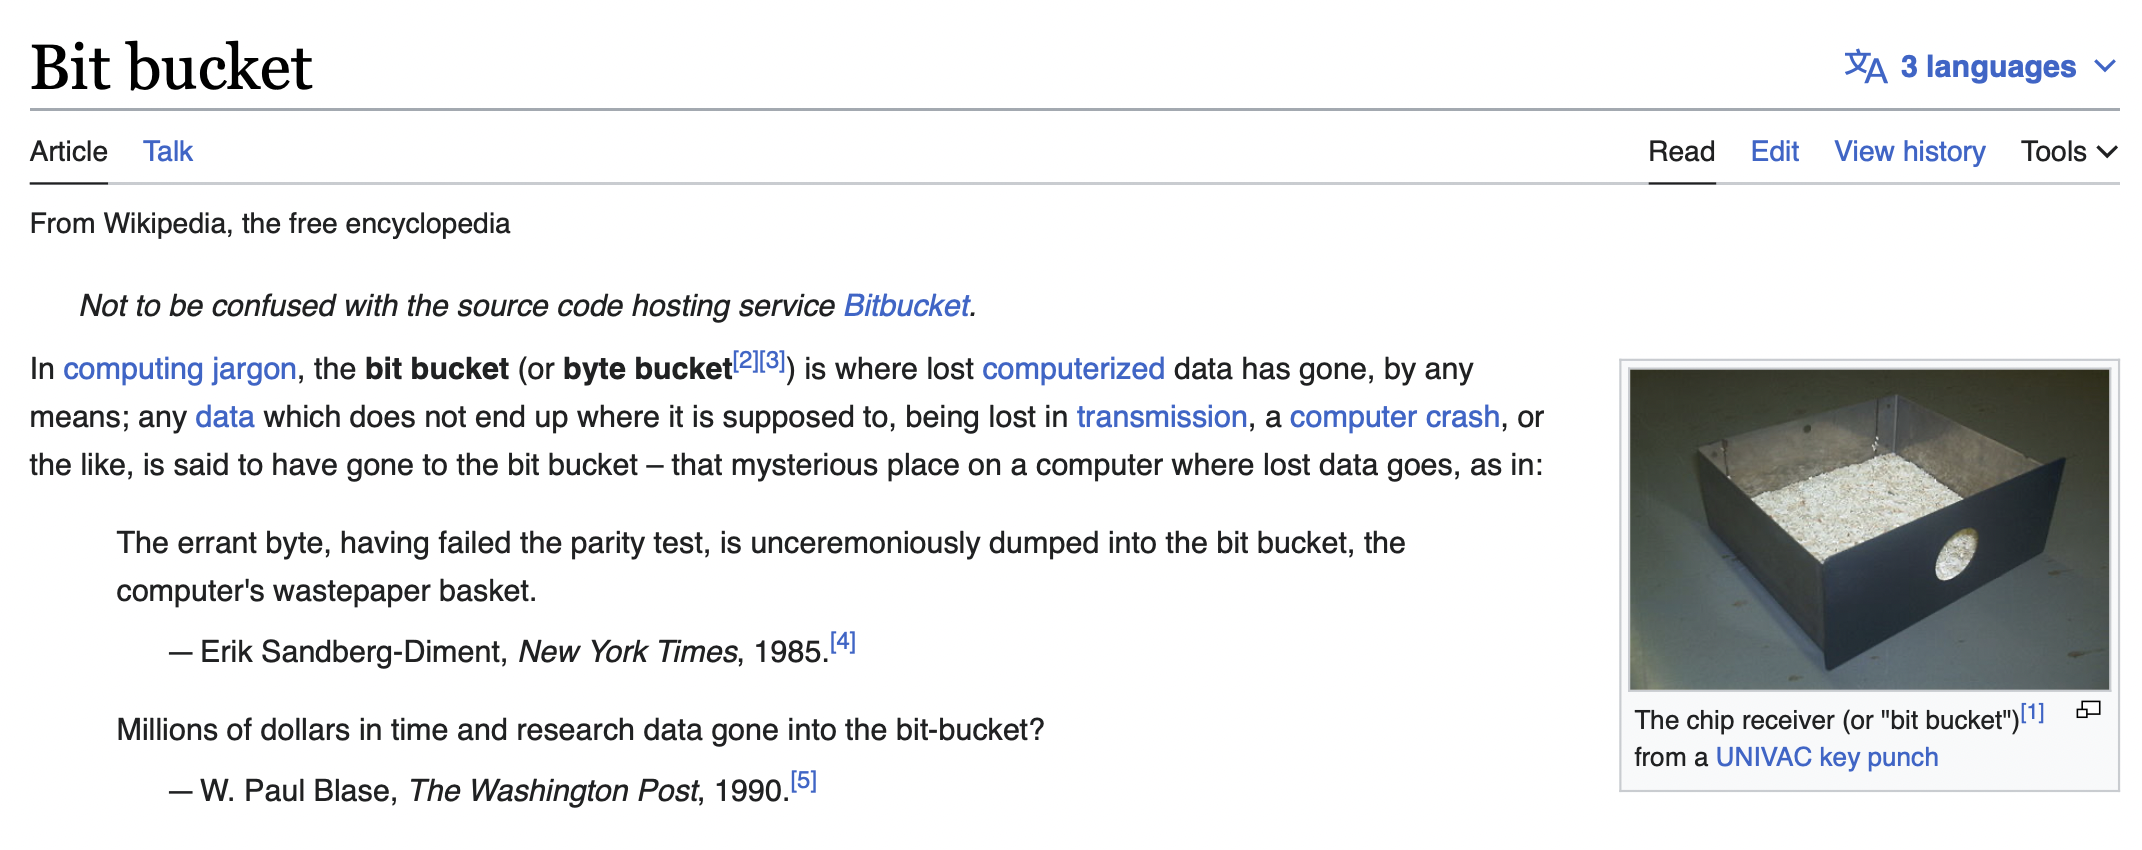 Bit bucket
文A 3 languages
Article Talk Read Edit View history Tools
From Wikipedia, the free encyclopedia
Not to be confused with the source code hosting service Bitbucket.
In computing jargon, the bit bucket (or byte bucket[2][3]) is where lost computerized data has gone, by any
means; any data which does not end up where it is supposed to, being lost in transmission, a computer crash, or
the like, is said to have gone to the bit bucket – that mysterious place on a computer where lost data goes, as in:
The errant byte, having failed the parity test, is unceremoniously dumped into the bit bucket, the
computer's wastepaper basket.
— Erik Sandberg-Diment, New York Times, 1985.[4]
Millions of dollars in time and research data gone into the bit-bucket?
— W. Paul Blase, The Washington Post, 1990.[5]
The chip receiver (or "bit bucket")[1]
from a UNIVAC key punch